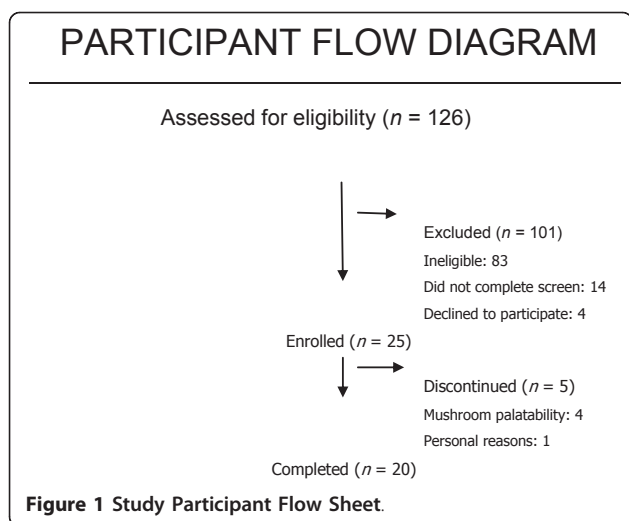 PARTICIPANT FLOW DIAGRAM
Assessed for eligibility (n = 126)
Excluded (n = 101)
Ineligible: 83
Did not complete screen: 14
Declined to participate: 4
Enrolled (n = 25)
Discontinued (n = 5)
Mushroom palatability: 4
Personal reasons: 1
Completed (n = 20)
Figure 1 Study Participant Flow Sheet.